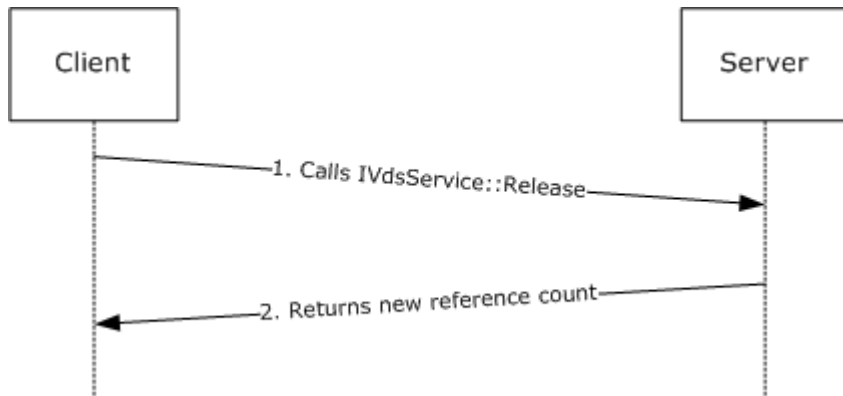 Client
Server
1. Calls IVdsService::Release
2. Returns new reference count